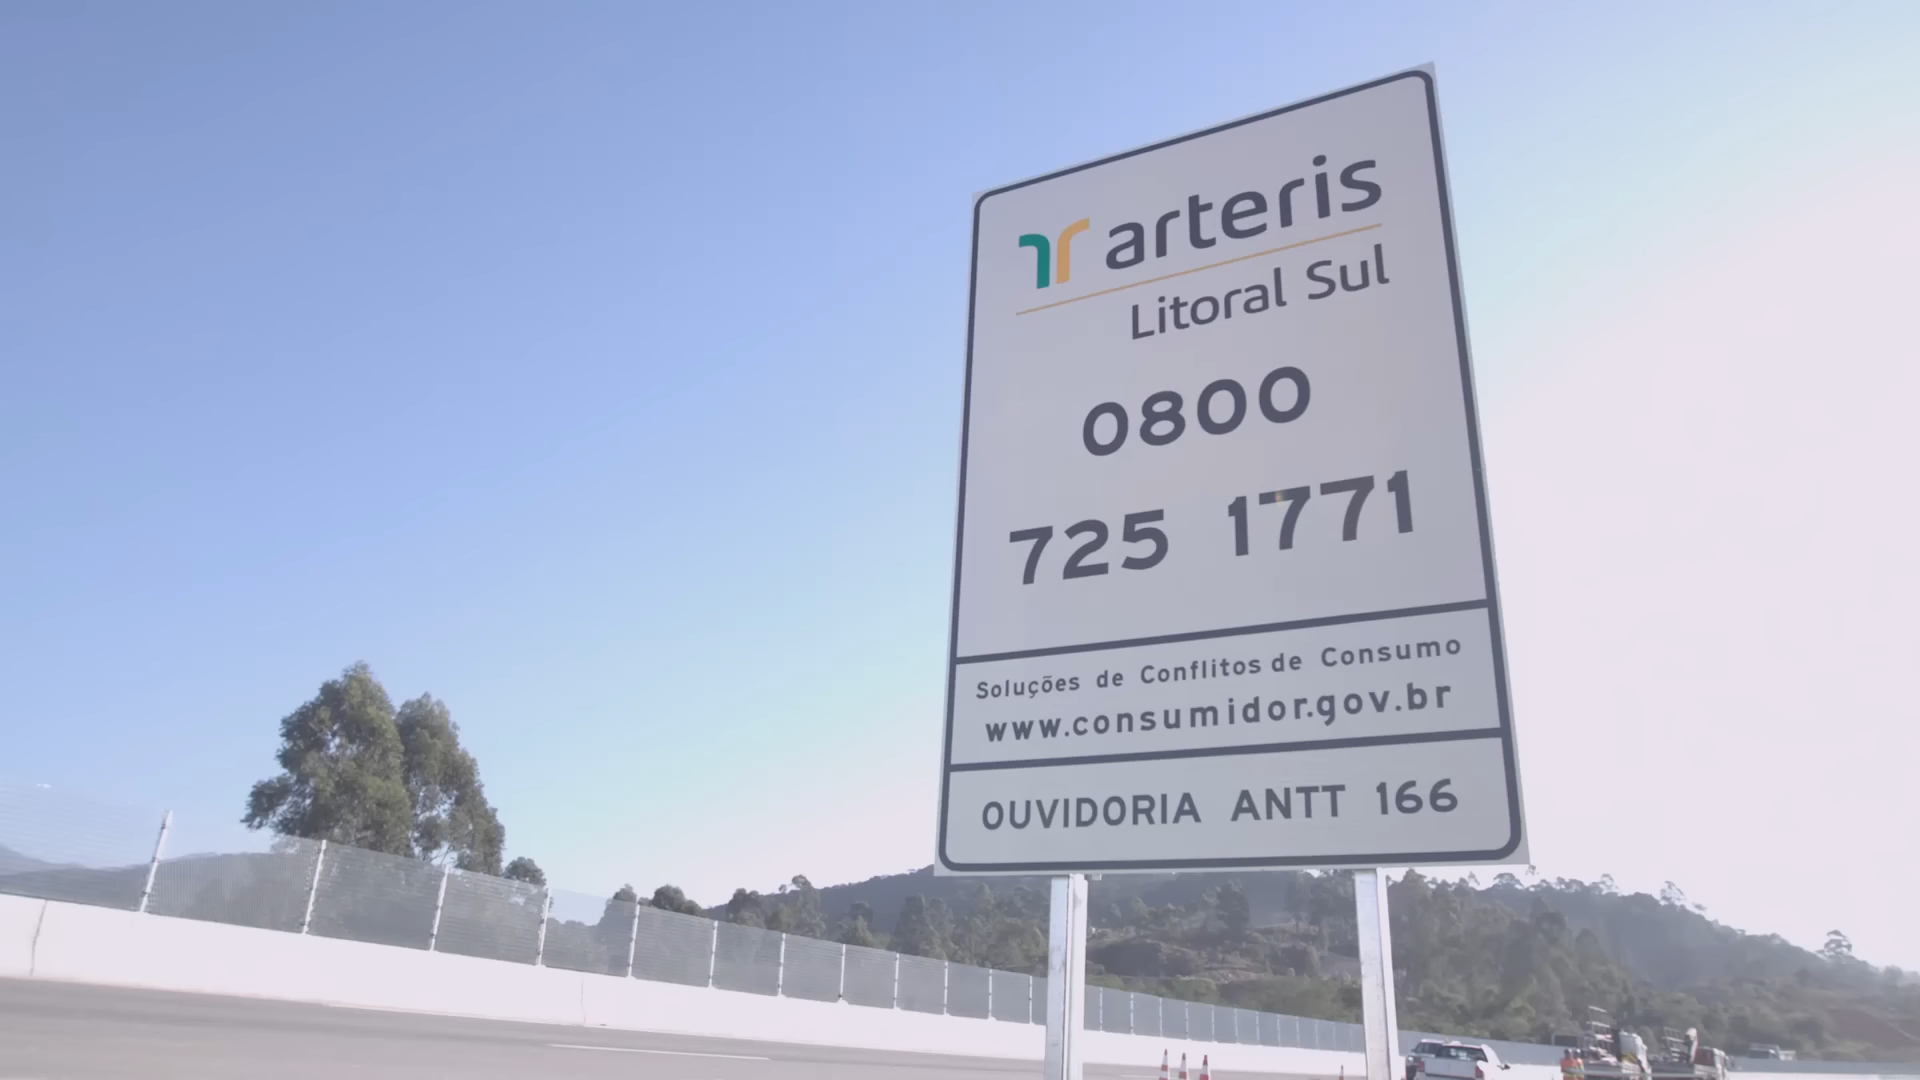 arteris
Litoral Sul
0800
725 1771
Soluções de Conflitos de Consumo
www.consumidor.gov.br
OUVIDORIA ANTT 166